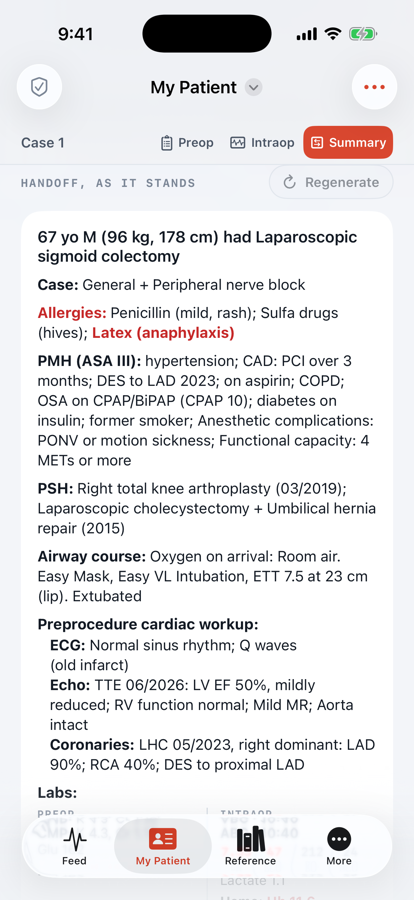 9:41
My Patient
Case 1
Preop
Intraop
Summary
HANDOFF, AS IT STANDS
Regenerate
67 yo M (96 kg, 178 cm) had Laparoscopic
sigmoid colectomy
Case: General + Peripheral nerve block
Allergies: Penicillin (mild, rash); Sulfa drugs
(hives); Latex (anaphylaxis)
PMH (ASA III): hypertension; CAD: PCI over 3
months; DES to LAD 2023; on aspirin; COPD;
OSA on CPAP/BiPAP (CPAP 10); diabetes on
insulin; former smoker; Anesthetic complications:
PONV or motion sickness; Functional capacity: 4
METs or more
PSH: Right total knee arthroplasty (03/2019);
Laparoscopic cholecystectomy + Umbilical hernia
repair (2015)
Airway course: Oxygen on arrival: Room air.
Easy Mask, Easy VL Intubation, ETT 7.5 at 23 cm
(lip). Extubated
Preprocedure cardiac workup:
ECG: Normal sinus rhythm; Q waves
(old infarct)
Echo: TTE 06/2026: LV EF 50%, mildly
reduced; RV function normal; Mild MR; Aorta
intact
Coronaries: LHC 05/2023, right dominant: LAD
90%; RCA 40%; DES to proximal LAD
Labs:
PREOP
INTRAOP
Lactate 1.1
Feed
My Patient
Reference
More